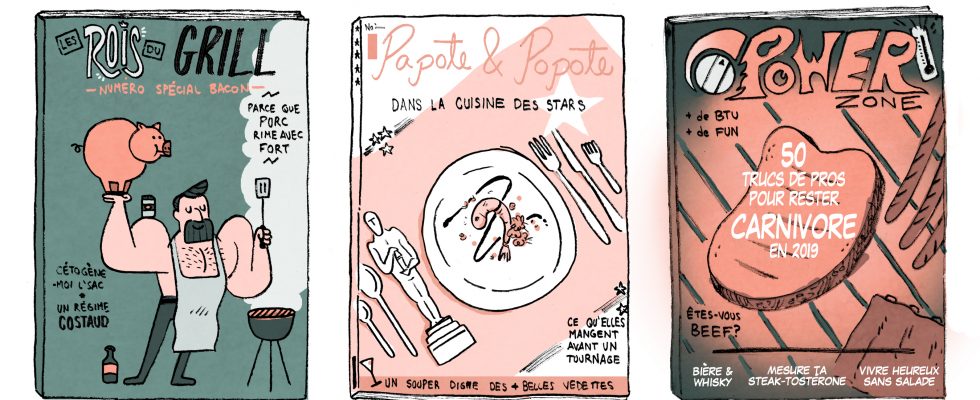 LES ROIS DU GRILL
— NUMÉRO SPÉCIAL BACON —
PARCE QUE
PORC
RIME AVEC
FORT
CÉTOGÈNE
-MOI L'SAC
UN RÉGIME
COSTAUD
No:
Papote & Popote
DANS LA CUISINE DES STARS
CE QU'ELLES
MANGENT
AVANT UN
TOURNAGE
UN SOUPER DIGNE DES + BELLES VEDETTES
POWER
ZONE
+ de BTU
+ de FUN
50
TRUCS DE PROS
POUR RESTER
CARNIVORE
EN 2019
ÊTES-VOUS
BEEF?
BIÈRE &
WHISKY
MESURE TA
STEAK-TOSTÉRONE
VIVRE HEUREUX
SANS SALADE